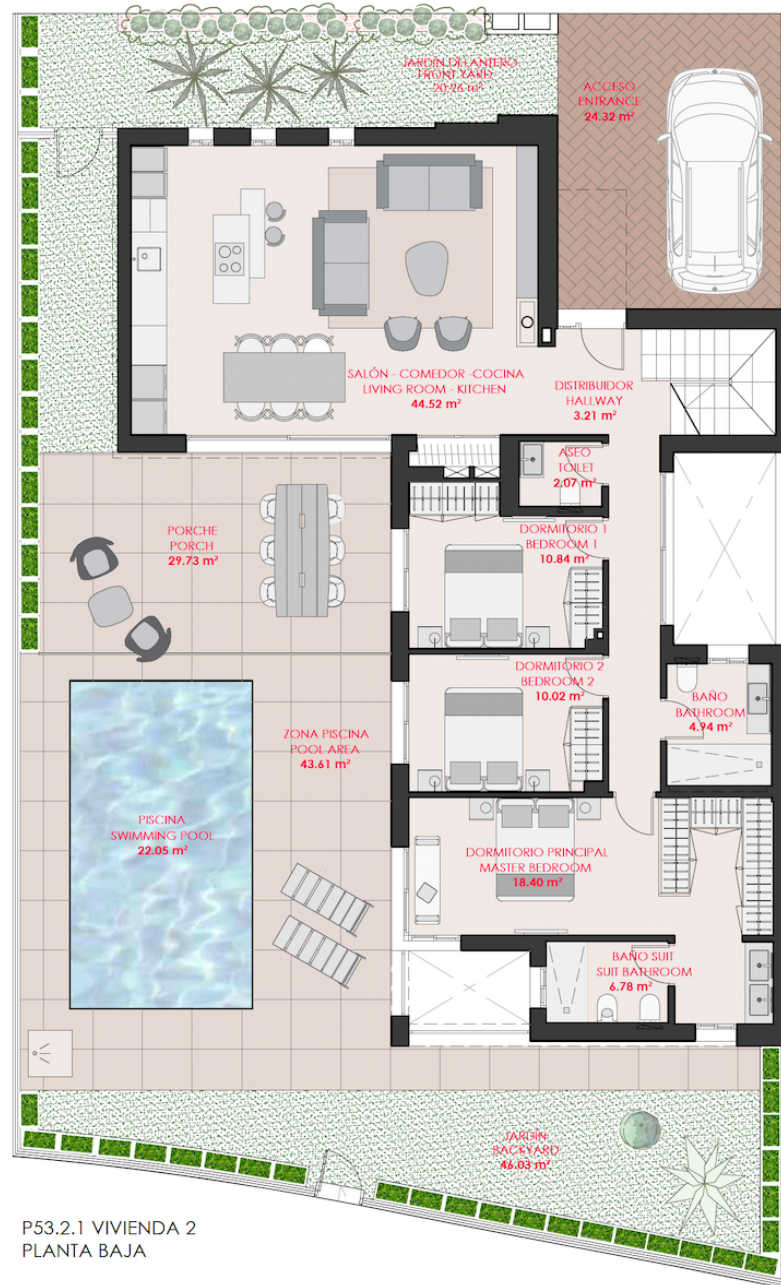 JARDÍN DELANTERO
FRONT YARD
20.26 m²
ACCESO
ENTRANCE
24.32 m²
SALÓN - COMEDOR -COCINA
LIVING ROOM - KITCHEN
44.52 m²
DISTRIBUIDOR
HALLWAY
3.21 m²
ASEO
TOILET
2.07 m²
PORCHE
PORCH
29.73 m²
DORMITORIO 1
BEDROOM 1
10.84 m²
DORMITORIO 2
BEDROOM 2
10.02 m²
BAÑO
BATHROOM
4.94 m²
ZONA PISCINA
POOL AREA
43.61 m²
PISCINA
SWIMMING POOL
22.05 m²
DORMITORIO PRINCIPAL
MASTER BEDROOM
18.40 m²
BAÑO SUIT
SUIT BATHROOM
6.78 m²
JARDÍN
BACKYARD
46.03 m²
P53.2.1 VIVIENDA 2
PLANTA BAJA